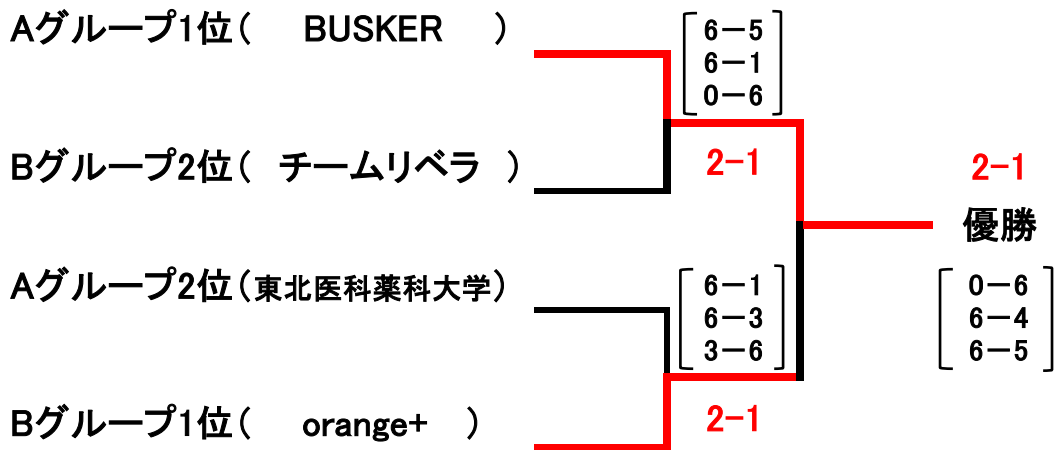 Aグループ1位(　BUSKER　)
6－5
6－1
0－6
Bグループ2位(　チームリベラ　)
2-1
2-1
優勝
Aグループ2位(東北医科薬科大学)
6－1
6－3
3－6
0－6
6－4
6－5
Bグループ1位(　orange+　)
2-1